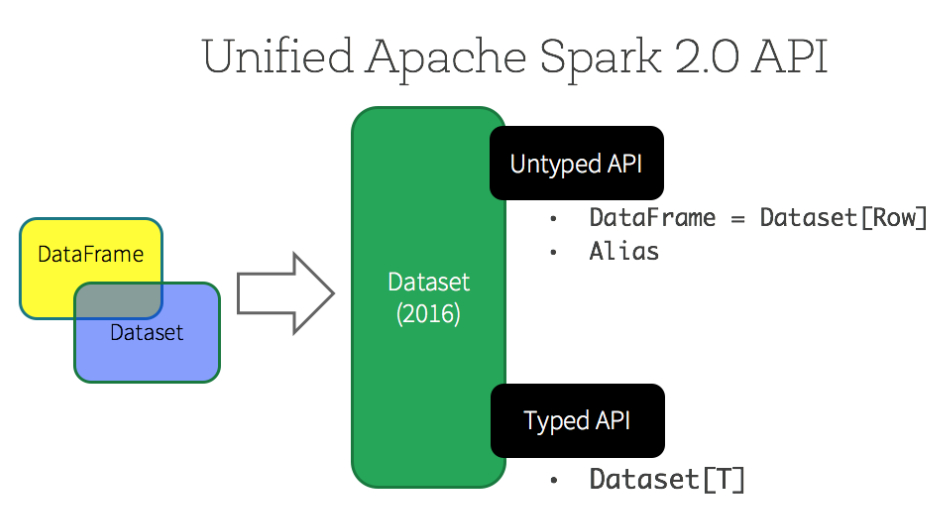 Unified Apache Spark 2.0 API
DataFrame
Dataset
Dataset
(2016)
Untyped API
• DataFrame = Dataset[Row]
• Alias
Typed API
• Dataset[T]